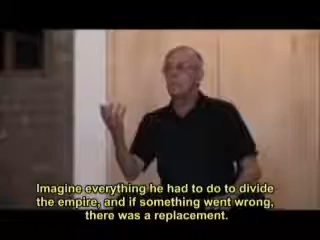 Imagine everything he had to do to divide
the empire, and if something went wrong,
there was a replacement.